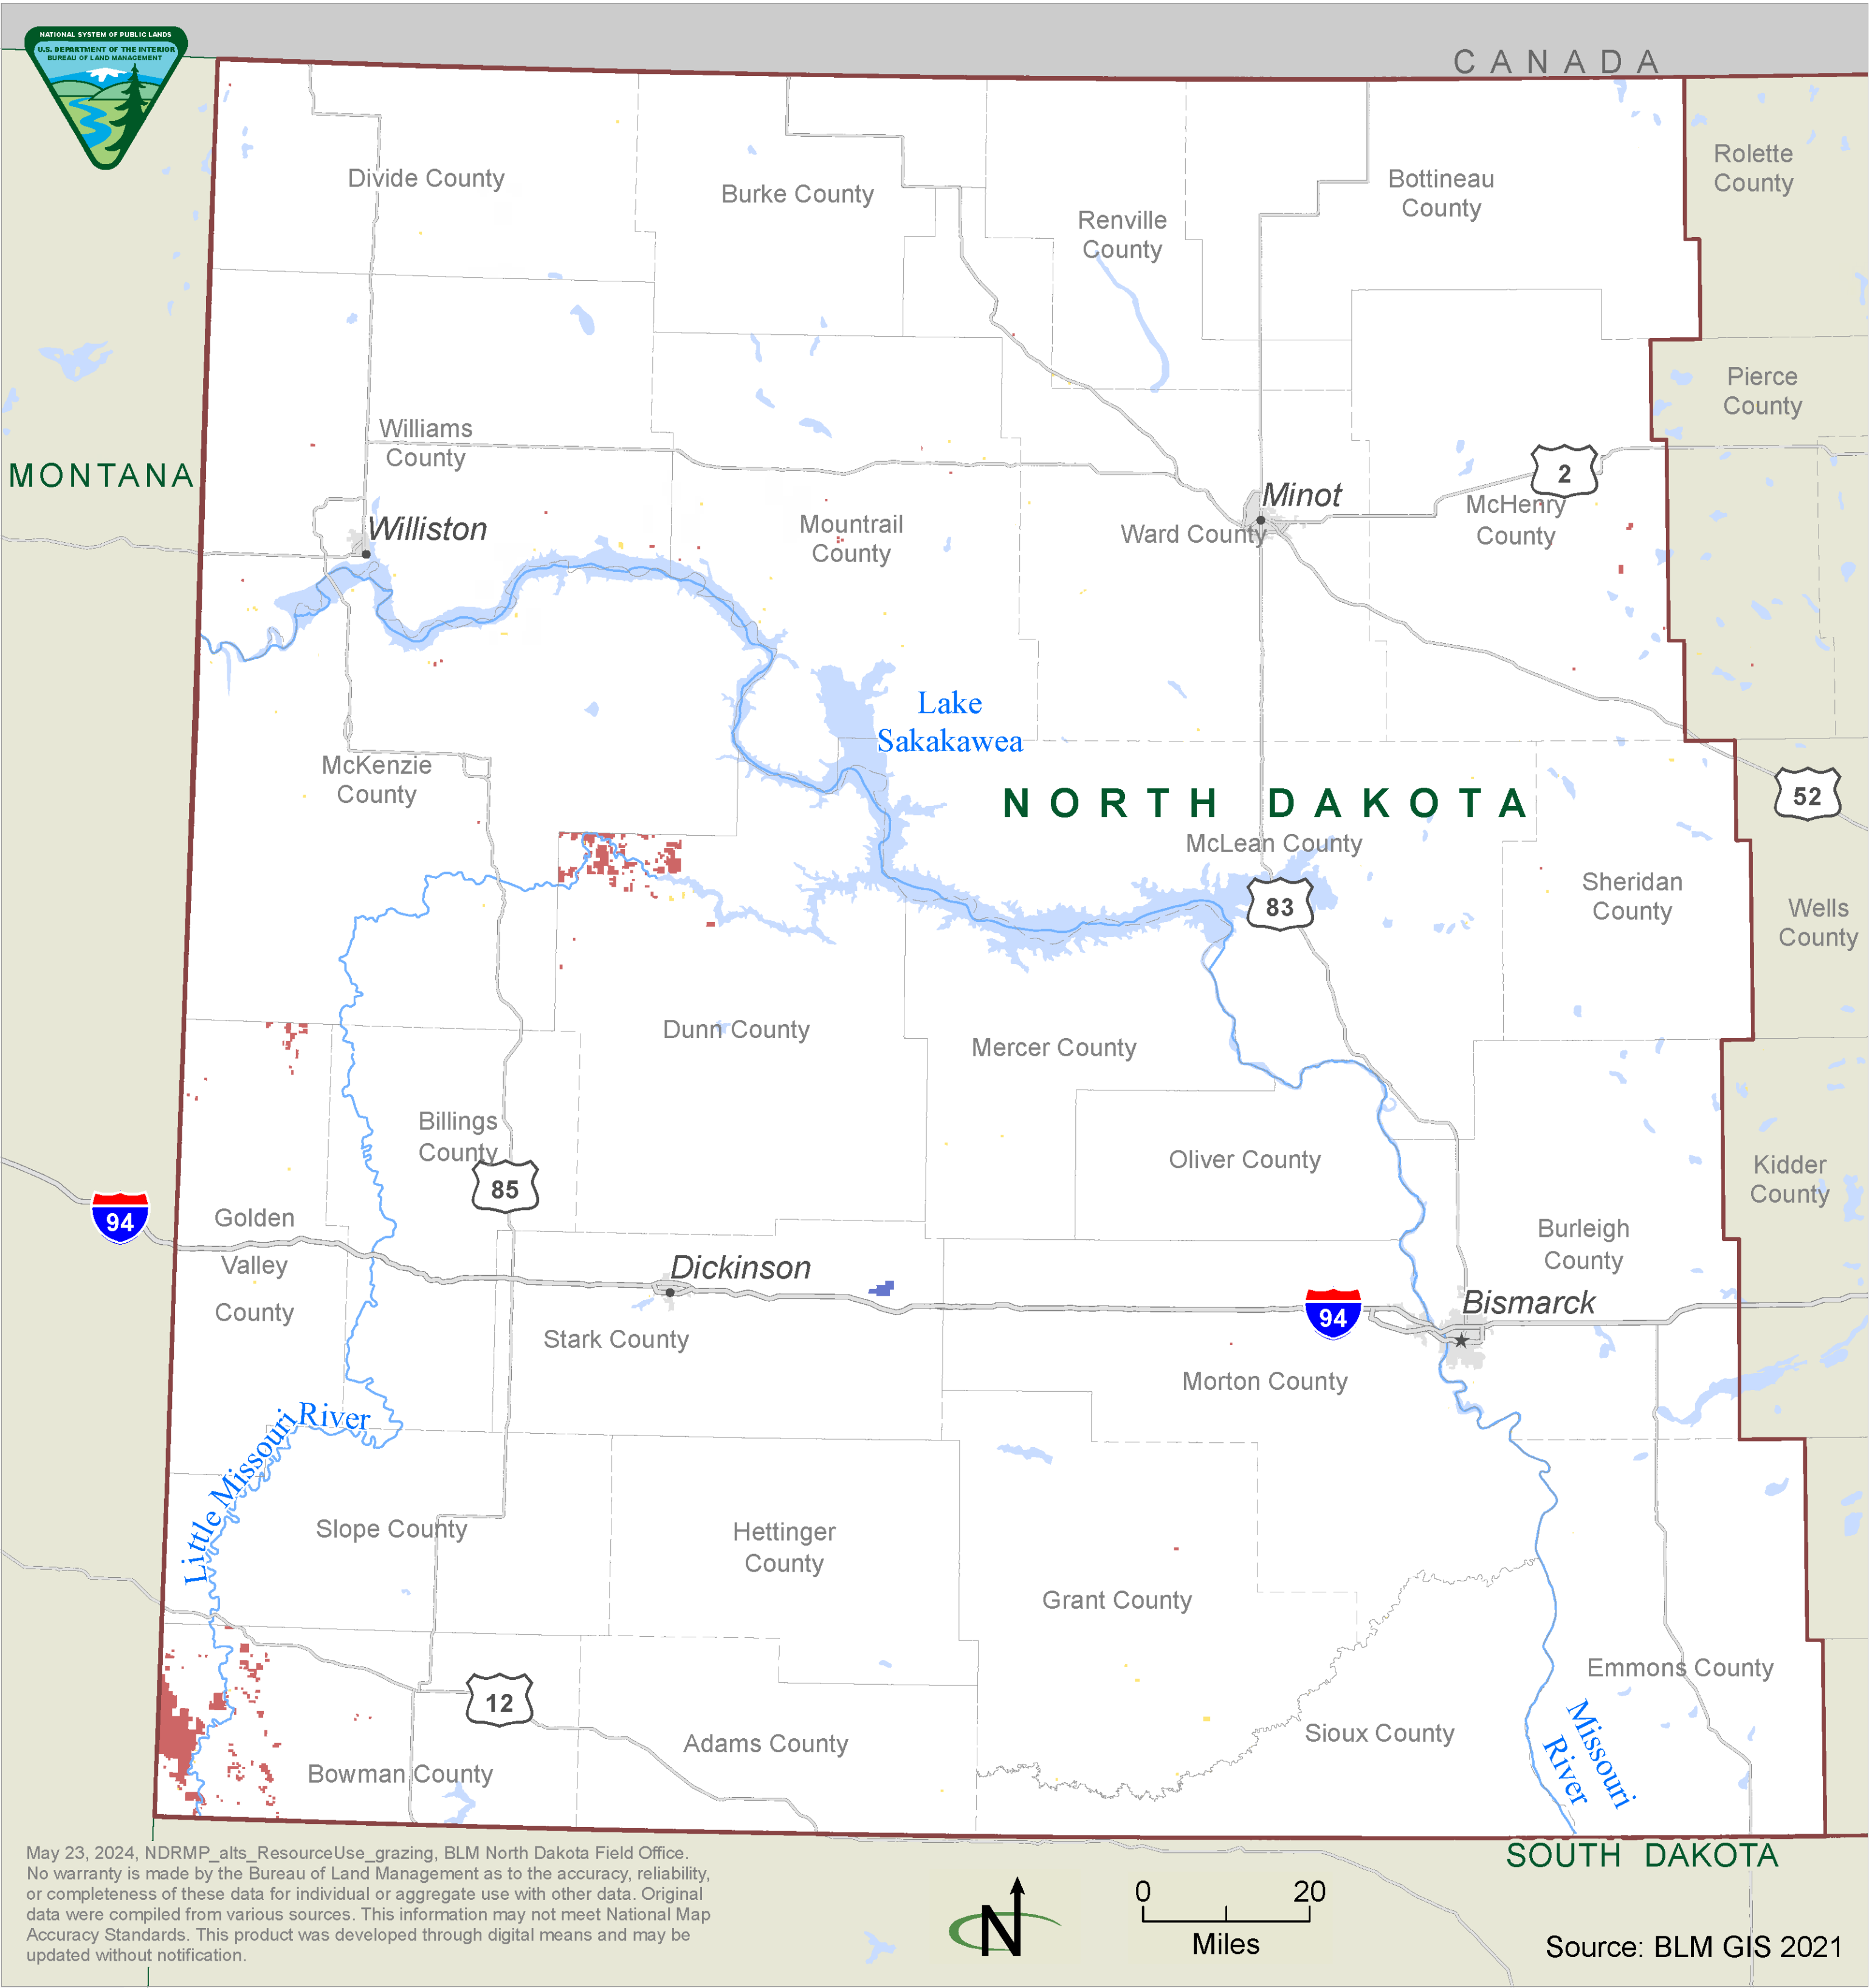 NATIONAL SYSTEM OF PUBLIC LANDS
U.S. DEPARTMENT OF THE INTERIOR
BUREAU OF LAND MANAGEMENT
CANADA
Divide County
Burke County
Renville
County
Bottineau
County
Rolette
County
Pierce
County
MONTANA
Williams
County
Williston
Mountrail
County
Minot
Ward County
2
McHenry
County
Lake
Sakakawea
McKenzie
County
NORTH DAKOTA
52
McLean County
83
Sheridan
County
Wells
County
Dunn County
Mercer County
Billings
County
85
Oliver County
Kidder
County
94
Golden
Valley
County
Burleigh
County
Dickinson
Stark County
94
Bismarck
Morton County
Little Missouri River
Slope County
Hettinger
County
Grant County
Emmons County
12
Adams County
Sioux County
Missouri
River
Bowman County
SOUTH DAKOTA
May 23, 2024, NDRMP_alts_ResourceUse_grazing, BLM North Dakota Field Office.
No warranty is made by the Bureau of Land Management as to the accuracy, reliability,
or completeness of these data for individual or aggregate use with other data. Original
data were compiled from various sources. This information may not meet National Map
Accuracy Standards. This product was developed through digital means and may be
updated without notification.
N
0 20
Miles
Source: BLM GIS 2021